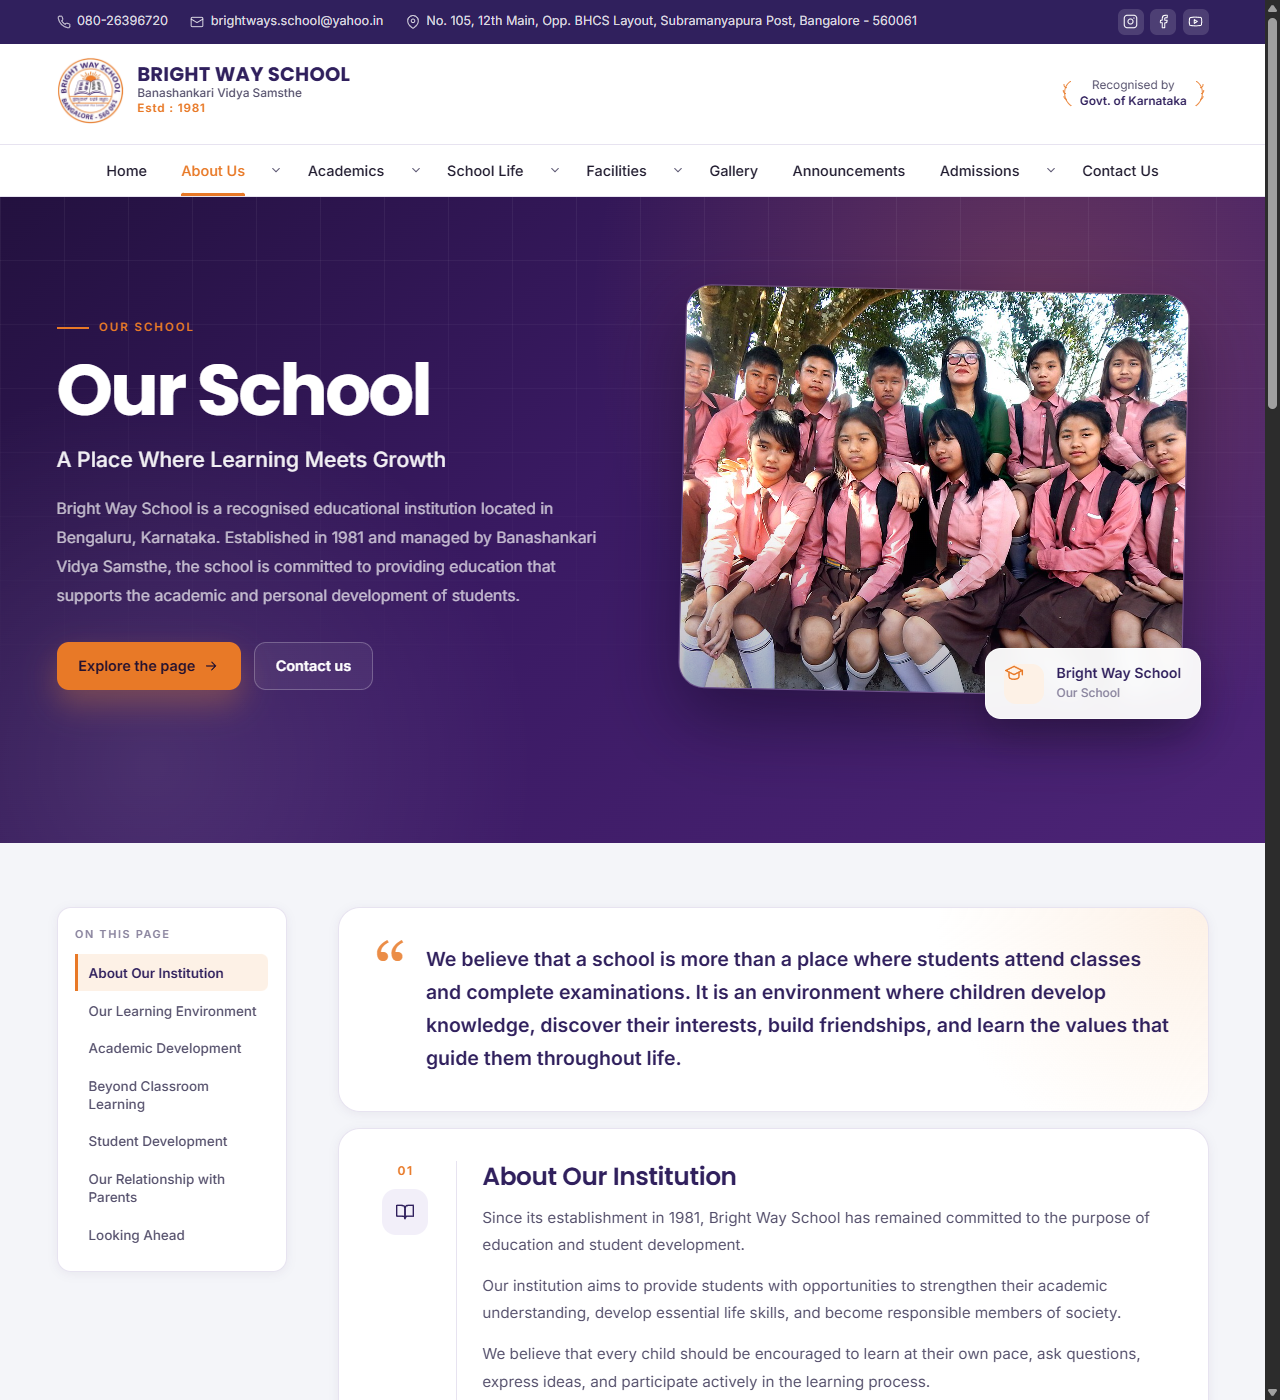 080-26396720
brightways.school@yahoo.in
No. 105, 12th Main, Opp. BHCS Layout, Subramanyapura Post, Bangalore - 560061
BRIGHT WAY SCHOOL
BANGALORE - 560 061
BRIGHT WAY SCHOOL
Banashankari Vidya Samsthe
Estd : 1981
Recognised by
Govt. of Karnataka
Home
About Us
Academics
School Life
Facilities
Gallery
Announcements
Admissions
Contact Us
OUR SCHOOL
Our School
A Place Where Learning Meets Growth
Bright Way School is a recognised educational institution located in
Bengaluru, Karnataka. Established in 1981 and managed by Banashankari
Vidya Samsthe, the school is committed to providing education that
supports the academic and personal development of students.
Explore the page →
Contact us
Bright Way School
Our School
ON THIS PAGE
About Our Institution
Our Learning Environment
Academic Development
Beyond Classroom
Learning
Student Development
Our Relationship with
Parents
Looking Ahead
“
We believe that a school is more than a place where students attend classes
and complete examinations. It is an environment where children develop
knowledge, discover their interests, build friendships, and learn the values that
guide them throughout life.
01
About Our Institution
Since its establishment in 1981, Bright Way School has remained committed to the purpose of
education and student development.
Our institution aims to provide students with opportunities to strengthen their academic
understanding, develop essential life skills, and become responsible members of society.
We believe that every child should be encouraged to learn at their own pace, ask questions,
express ideas, and participate actively in the learning process.